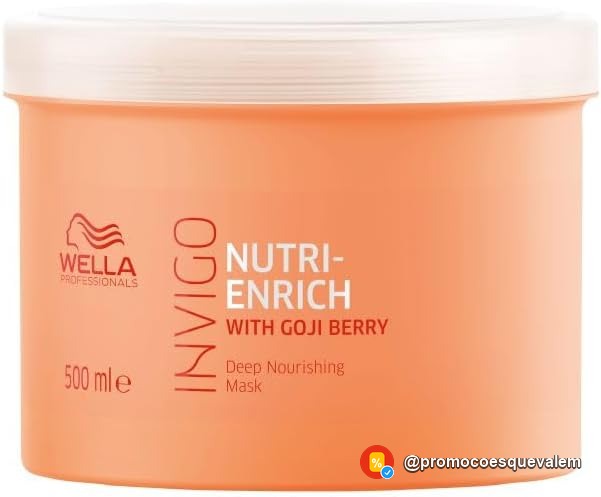 WELLA
PROFESSIONALS
INVIGO
NUTRI-
ENRICH
WITH GOJI BERRY
Deep Nourishing
Mask
500 ml e
%
@promocoesquevalem